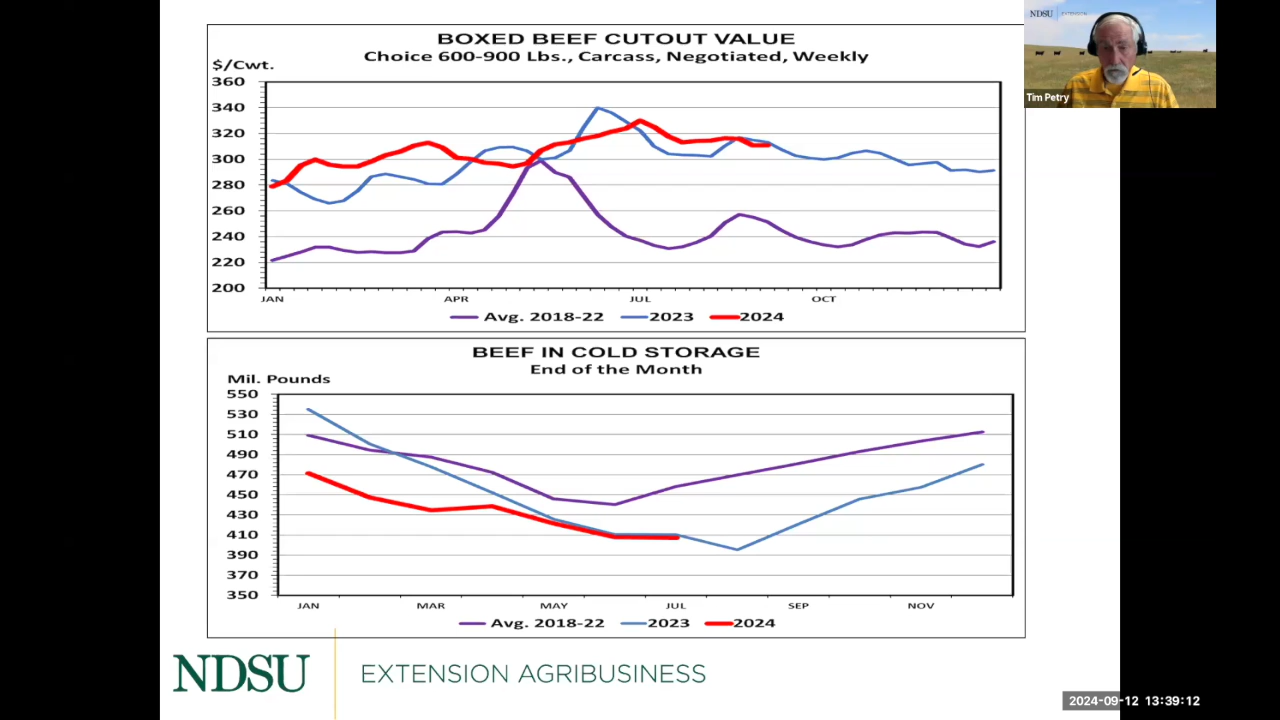 BOXED BEEF CUTOUT VALUE
Choice 600-900 Lbs., Carcass, Negotiated, Weekly
$/Cwt.
360
340
320
300
280
260
240
220
200
JAN APR JUL OCT
Avg. 2018-22 2023 2024
BEEF IN COLD STORAGE
End of the Month
Mil. Pounds
550
530
510
490
470
450
430
410
390
370
350
JAN MAR MAY JUL SEP NOV
Avg. 2018-22 2023 2024
NDSU EXTENSION AGRIBUSINESS
NDSU EXTENSION
Tim Petry
2024-09-12 13:39:12